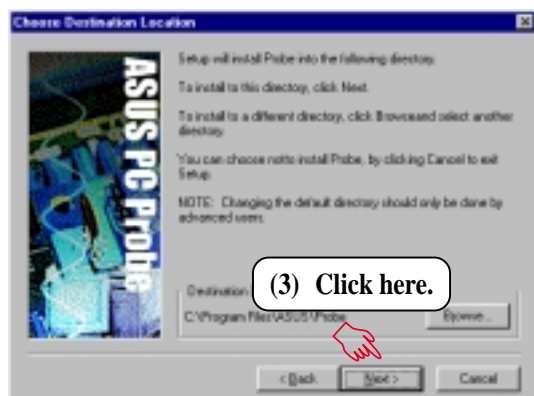 Choose Destination Location
ASUS PC Probe
Setup will install Probe into the following directory.
To install to this directory, click Next.
To install to a different directory, click Browseand select another
directory.
You can choose notto install Probe, by clicking Cancel to exit
Setup.
NOTE: Changing the default directory should only be done by
advanced users.
Destination
(3) Click here.
C:\Program Files\ASUS\Probe
Browse...
< Back
Next >
Cancel